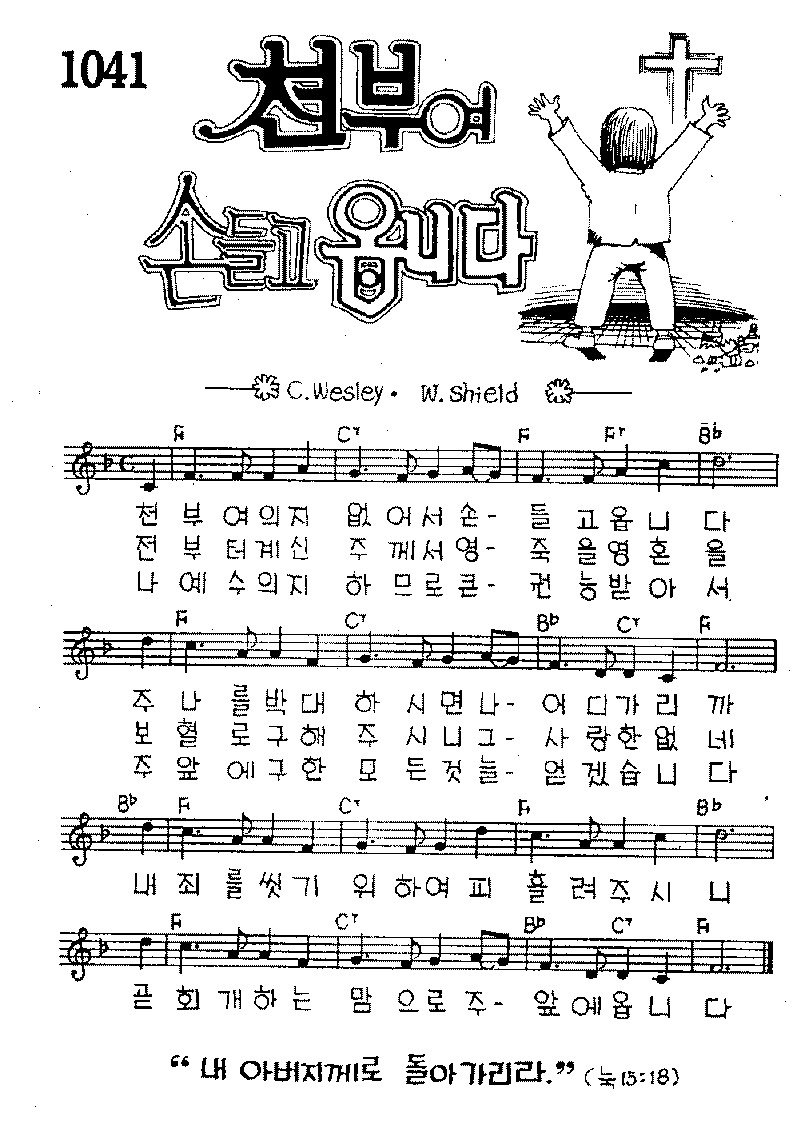 1041
천부여
손들고 옵니다
C. Wesley · W. Shield
F C7 F F7 B♭
천 부 여 의 지 없 어 서 손 - 들 고 옵 니 다
전 부 터 계 신 주 께 서 영 - 죽 을 영 혼 을
나 예 수 의 지 하 므 로 큰 - 권 능 받 아 서
F C7 B♭ C7 F
주 나 를 박 대 하 시 면 나 - 어 디 가 리 까
보 혈 로 구 해 주 시 니 그 - 사 랑 한 없 네
주 앞 에 구 한 모 든 것 늘 - 얻 겠 습 니 다
B♭ F C7 F B♭
내 죄 를 씻 기 위 하 여 피 흘 려 주 시 니
F C7 B♭ C7 F
곧 회 개 하 는 맘 으 로 주 - 앞 에 옵 니 다
“ 내 아버지께로 돌아가리라.” (눅 15:18)